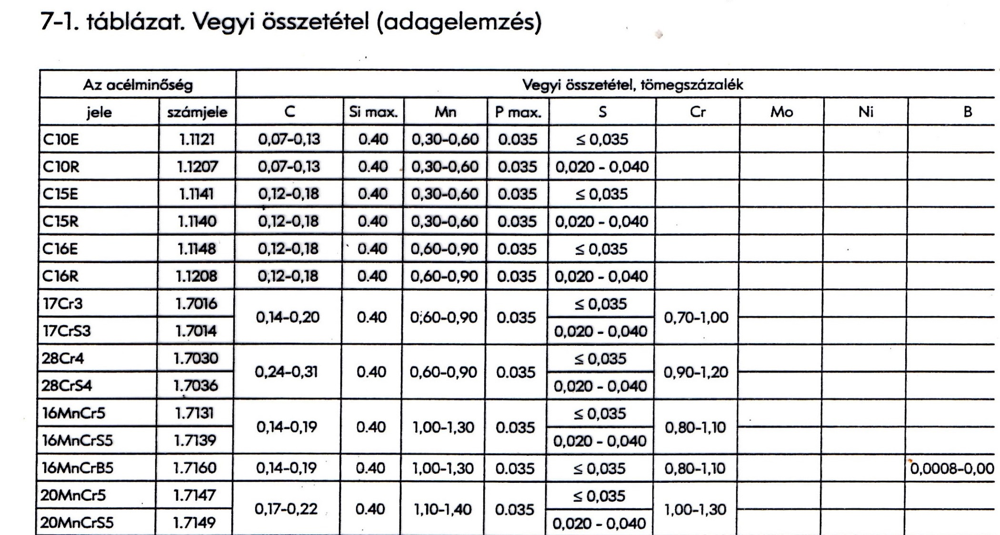 7-1. táblázat. Vegyi összetétel (adagelemzés)
Az acélminőség Vegyi összetétel, tömegszázalék
jele számjele C Si max. Mn P max. S Cr Mo Ni B
C10E 1.1121 0,07-0,13 0.40 0,30-0,60 0.035 ≤ 0,035
C10R 1.1207 0,07-0,13 0.40 0,30-0,60 0.035 0,020 - 0,040
C15E 1.1141 0,12-0,18 0.40 0,30-0,60 0.035 ≤ 0,035
C15R 1.1140 0,12-0,18 0.40 0,30-0,60 0.035 0,020 - 0,040
C16E 1.1148 0,12-0,18 0.40 0,60-0,90 0.035 ≤ 0,035
C16R 1.1208 0,12-0,18 0.40 0,60-0,90 0.035 0,020 - 0,040
17Cr3 1.7016 ≤ 0,035
0,14-0,20 0.40 0,60-0,90 0.035 0,70-1,00
17CrS3 1.7014 0,020 - 0,040
28Cr4 1.7030 ≤ 0,035
0,24-0,31 0.40 0,60-0,90 0.035 0,90-1,20
28CrS4 1.7036 0,020 - 0,040
16MnCr5 1.7131 ≤ 0,035
0,14-0,19 0.40 1,00-1,30 0.035 0,80-1,10
16MnCrS5 1.7139 0,020 - 0,040
16MnCrB5 1.7160 0,14-0,19 0.40 1,00-1,30 0.035 ≤ 0,035 0,80-1,10 0,0008-0,00
20MnCr5 1.7147 ≤ 0,035
0,17-0,22 0.40 1,10-1,40 0.035 1,00-1,30
20MnCrS5 1.7149 0,020 - 0,040